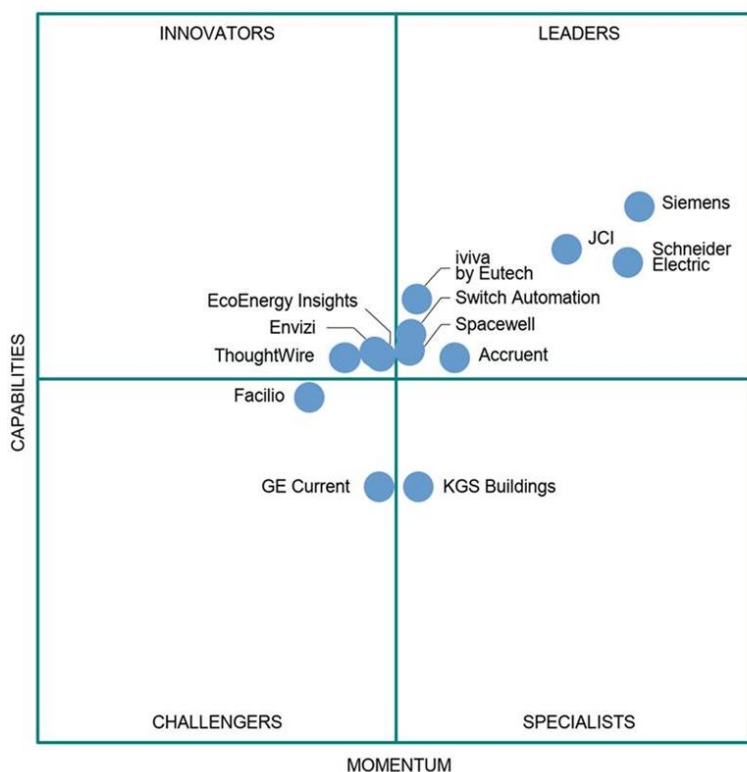 INNOVATORS
LEADERS
Siemens
JCI
Schneider
Electric
iviva
by Eutech
EcoEnergy Insights
Switch Automation
Envizi
Spacewell
ThoughtWire
Accruent
Facilio
GE Current
KGS Buildings
CAPABILITIES
CHALLENGERS
SPECIALISTS
MOMENTUM